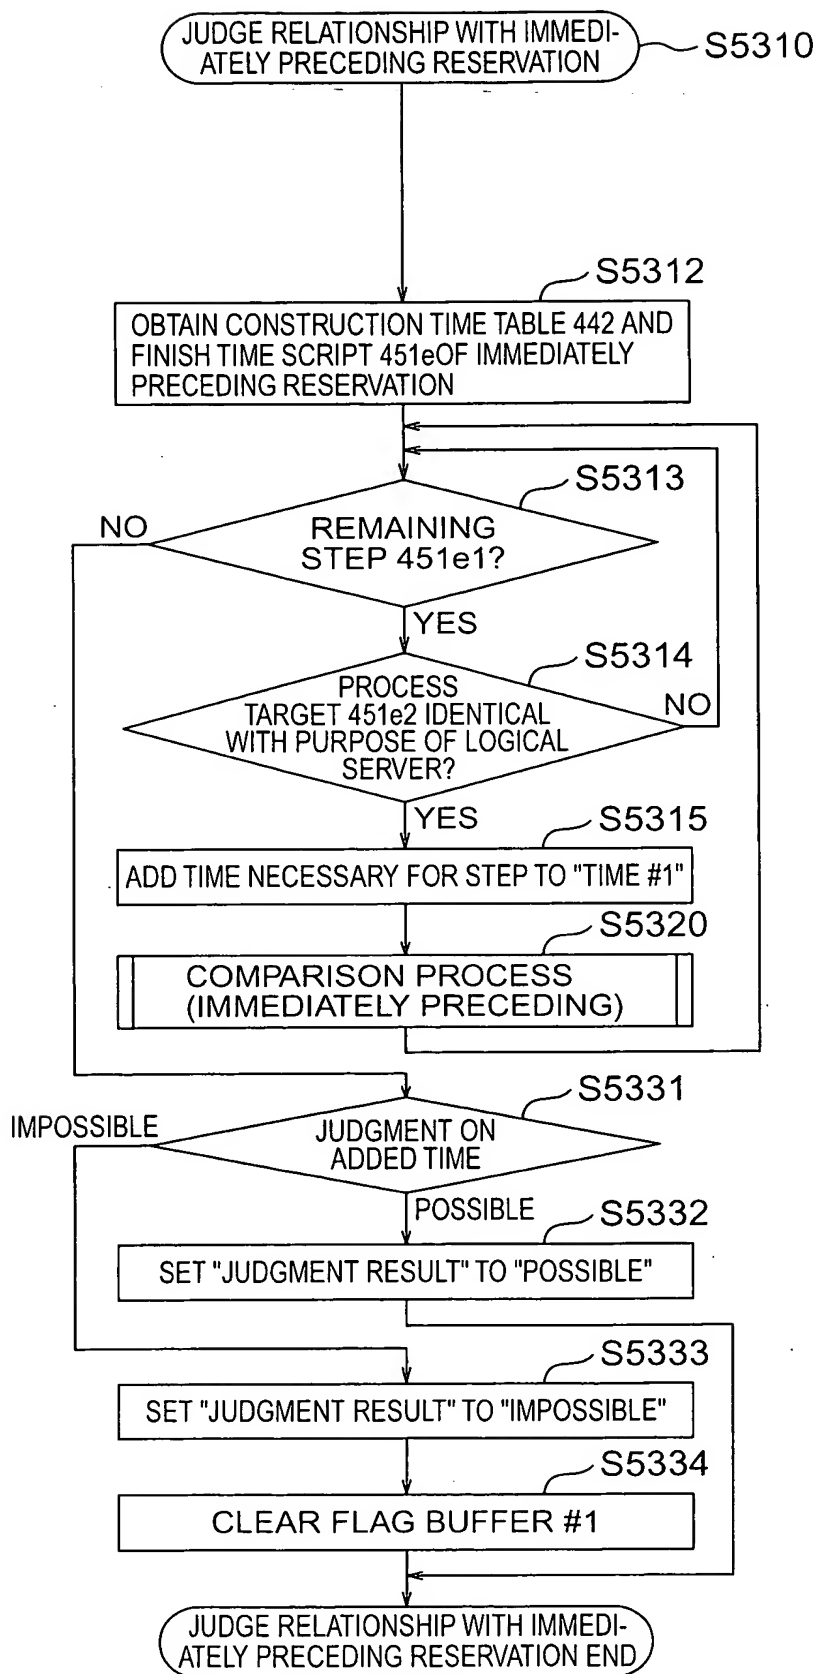 JUDGE RELATIONSHIP WITH IMMEDI-
ATELY PRECEDING RESERVATION
S5310
S5312
OBTAIN CONSTRUCTION TIME TABLE 442 AND
FINISH TIME SCRIPT 451eOF IMMEDIATELY
PRECEDING RESERVATION
S5313
NO
REMAINING
STEP 451e1?
YES
S5314
PROCESS
TARGET 451e2 IDENTICAL
WITH PURPOSE OF LOGICAL
SERVER?
NO
YES
S5315
ADD TIME NECESSARY FOR STEP TO "TIME #1"
S5320
COMPARISON PROCESS
(IMMEDIATELY PRECEDING)
S5331
IMPOSSIBLE
JUDGMENT ON
ADDED TIME
POSSIBLE
S5332
SET "JUDGMENT RESULT" TO "POSSIBLE"
S5333
SET "JUDGMENT RESULT" TO "IMPOSSIBLE"
S5334
CLEAR FLAG BUFFER #1
JUDGE RELATIONSHIP WITH IMMEDI-
ATELY PRECEDING RESERVATION END